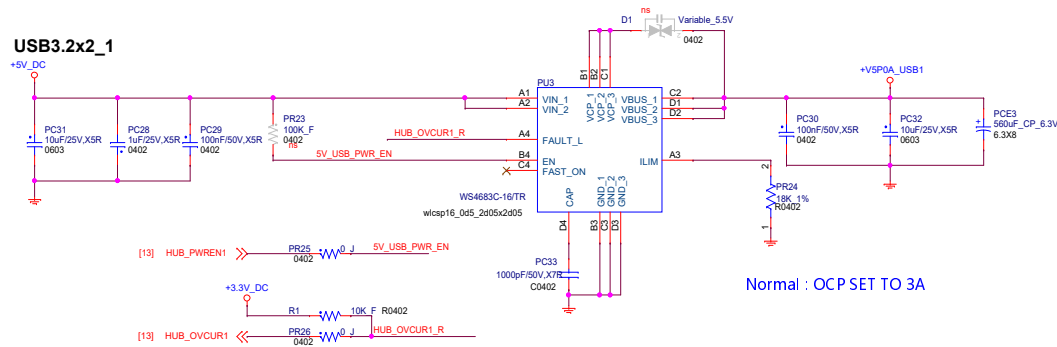 ns
D1
Variable_5.5V
0402
USB3.2x2_1
+5V_DC
+V5P0A_USB1
PU3
B1
B2
C1
A1
A2
VIN_1
VIN_2
VCP_1
VCP_2
VCP_3
VBUS_1
VBUS_2
VBUS_3
C2
D1
D2
PC31
10uF/25V,X5R
0603
PC28
1uF/25V,X5R
0402
PC29
100nF/50V,X5R
0402
PR23
100K_F
0402
ns
HUB_OVCUR1_R
A4
FAULT_L
5V_USB_PWR_EN
B4
EN
C4
FAST_ON
ILIM
A3
PC30
100nF/50V,X5R
0402
PC32
10uF/25V,X5R
0603
PCE3
560uF_CP_6.3V
6.3X8
WS4683C-16/TR
wlcsp16_0d5_2d05x2d05
CAP
GND_1
GND_2
GND_3
D4
B3
C3
D3
2
PR24
18K_1%
R0402
1
[13] HUB_PWREN1
PR25
0_J
0402
5V_USB_PWR_EN
PC33
1000pF/50V,X7R
C0402
Normal : OCP SET TO 3A
+3.3V_DC
R1
10K_F
R0402
[13] HUB_OVCUR1
PR26
0_J
0402
HUB_OVCUR1_R